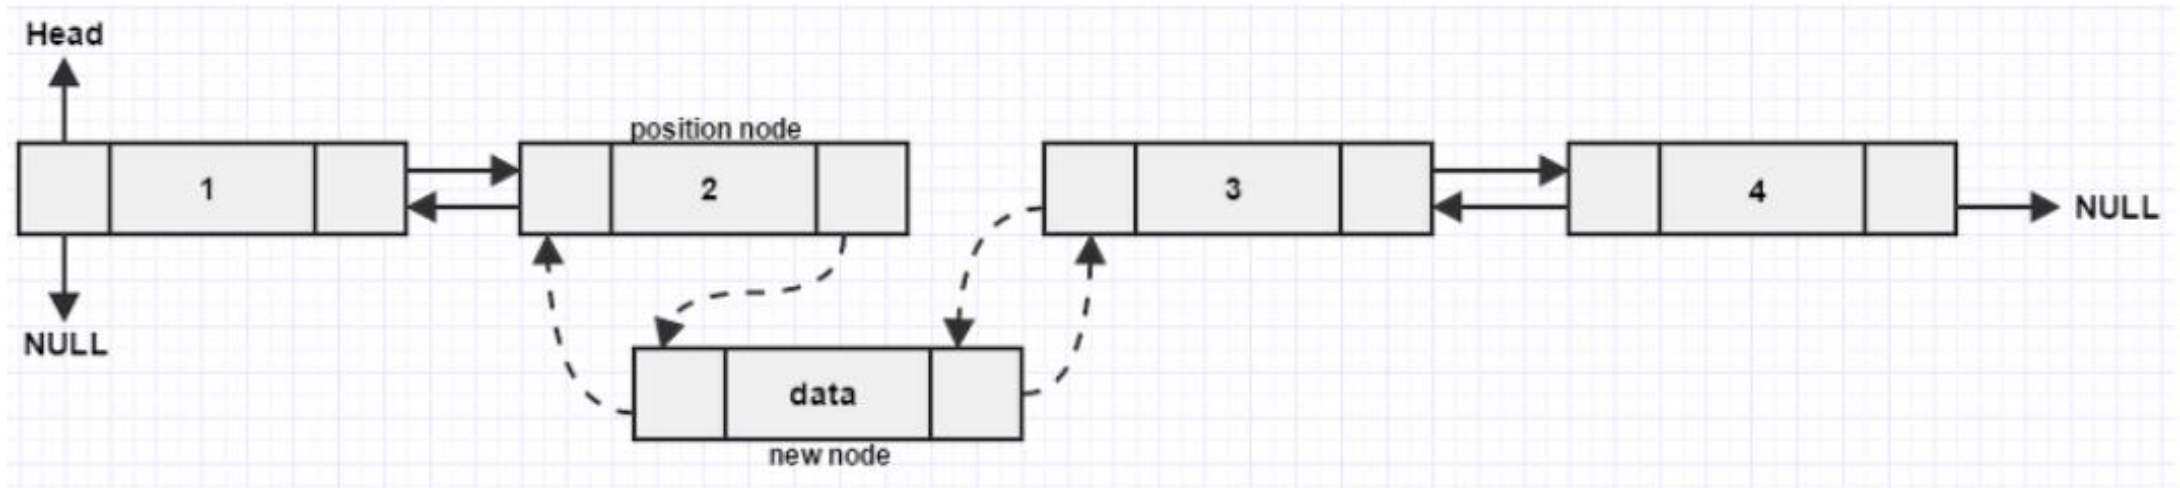 Head
position node
1
2
3
4
NULL
NULL
data
new node